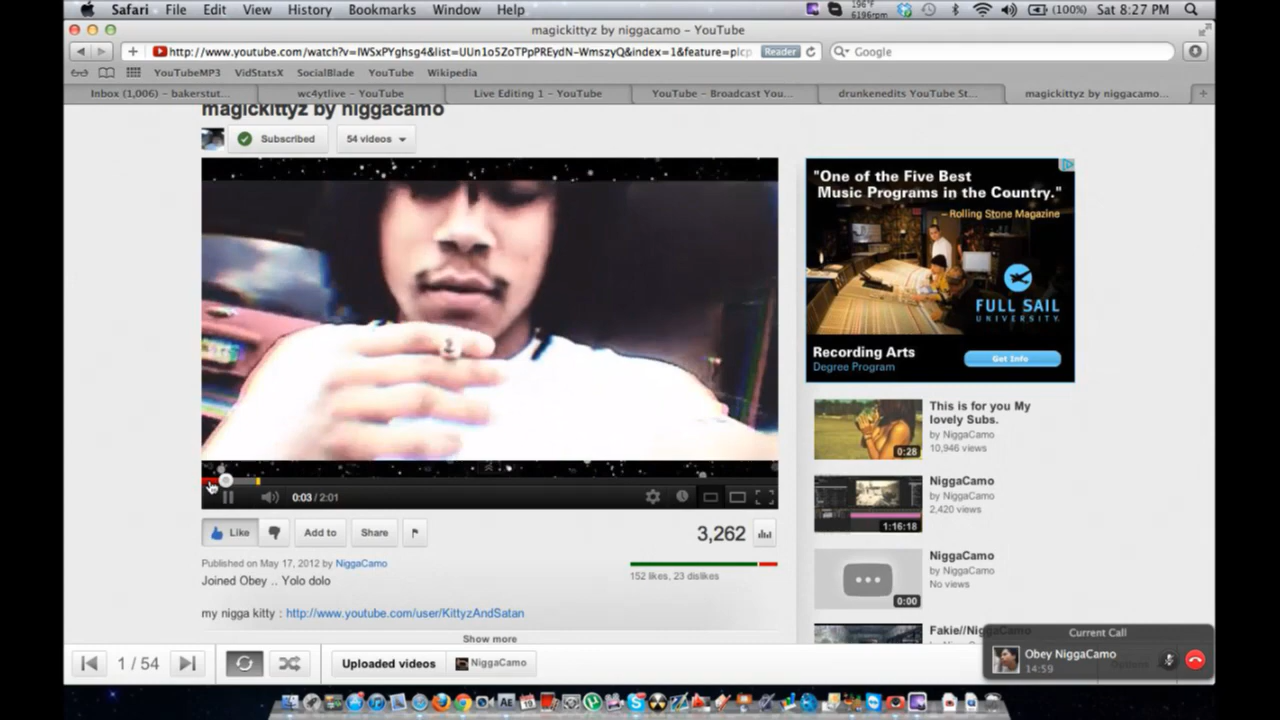 Safari File Edit View History Bookmarks Window Help
196°F
6196rpm
(100%) Sat 8:27 PM
magickittyz by niggacamo – YouTube
http://www.youtube.com/watch?v=IWSxPYghsg4&list=UUn1o5ZoTPpPREydN-WmszyQ&index=1&feature=plcp
Reader
Google
YouTubeMP3 VidStatsX SocialBlade YouTube Wikipedia
Inbox (1,006) – bakerstut...
wc4ytlive – YouTube
Live Editing 1 – YouTube
YouTube – Broadcast You...
drunkenedits YouTube St...
magickittyz by niggacamo...
magickittyz by niggacamo
Subscribed
54 videos
0:03 / 2:01
Like
Add to
Share
3,262
Published on May 17, 2012 by NiggaCamo
152 likes, 23 dislikes
Joined Obey .. Yolo dolo
my nigga kitty : http://www.youtube.com/user/KittyzAndSatan
Show more
"One of the Five Best
Music Programs in the Country."
– Rolling Stone Magazine
FULL SAIL
UNIVERSITY.
Recording Arts
Degree Program
Get Info
This is for you My
lovely Subs.
by NiggaCamo
10,946 views
0:28
NiggaCamo
by NiggaCamo
2,420 views
1:16:18
NiggaCamo
by NiggaCamo
No views
0:00
1 / 54
Uploaded videos
NiggaCamo
Current Call
Obey NiggaCamo
14:59